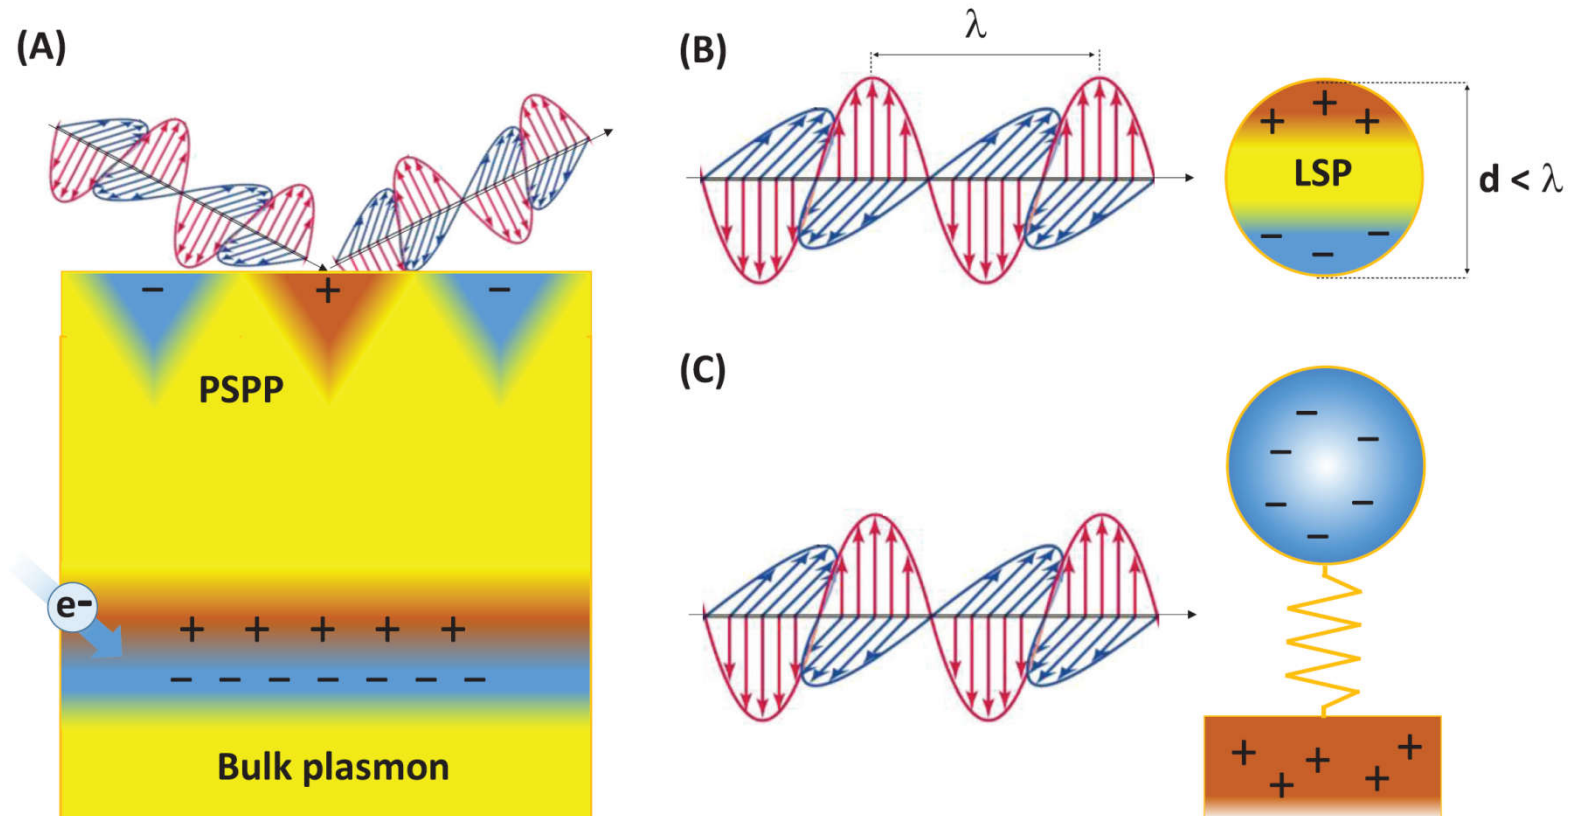 (A)
− + −
PSPP
e-
+ + + + +
− − − − − − −
Bulk plasmon
(B)
λ
+ + +
LSP
d < λ
− − −
(C)
− − − − − −
+ + + + +